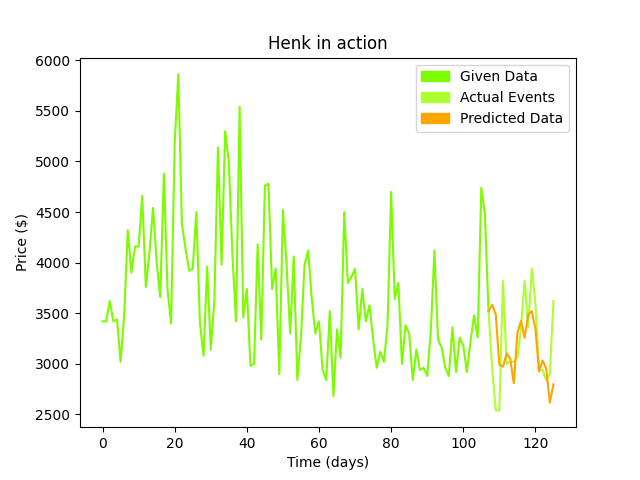 Henk in action
Given Data
Actual Events
Predicted Data
Price ($)
6000
5500
5000
4500
4000
3500
3000
2500
0 20 40 60 80 100 120
Time (days)